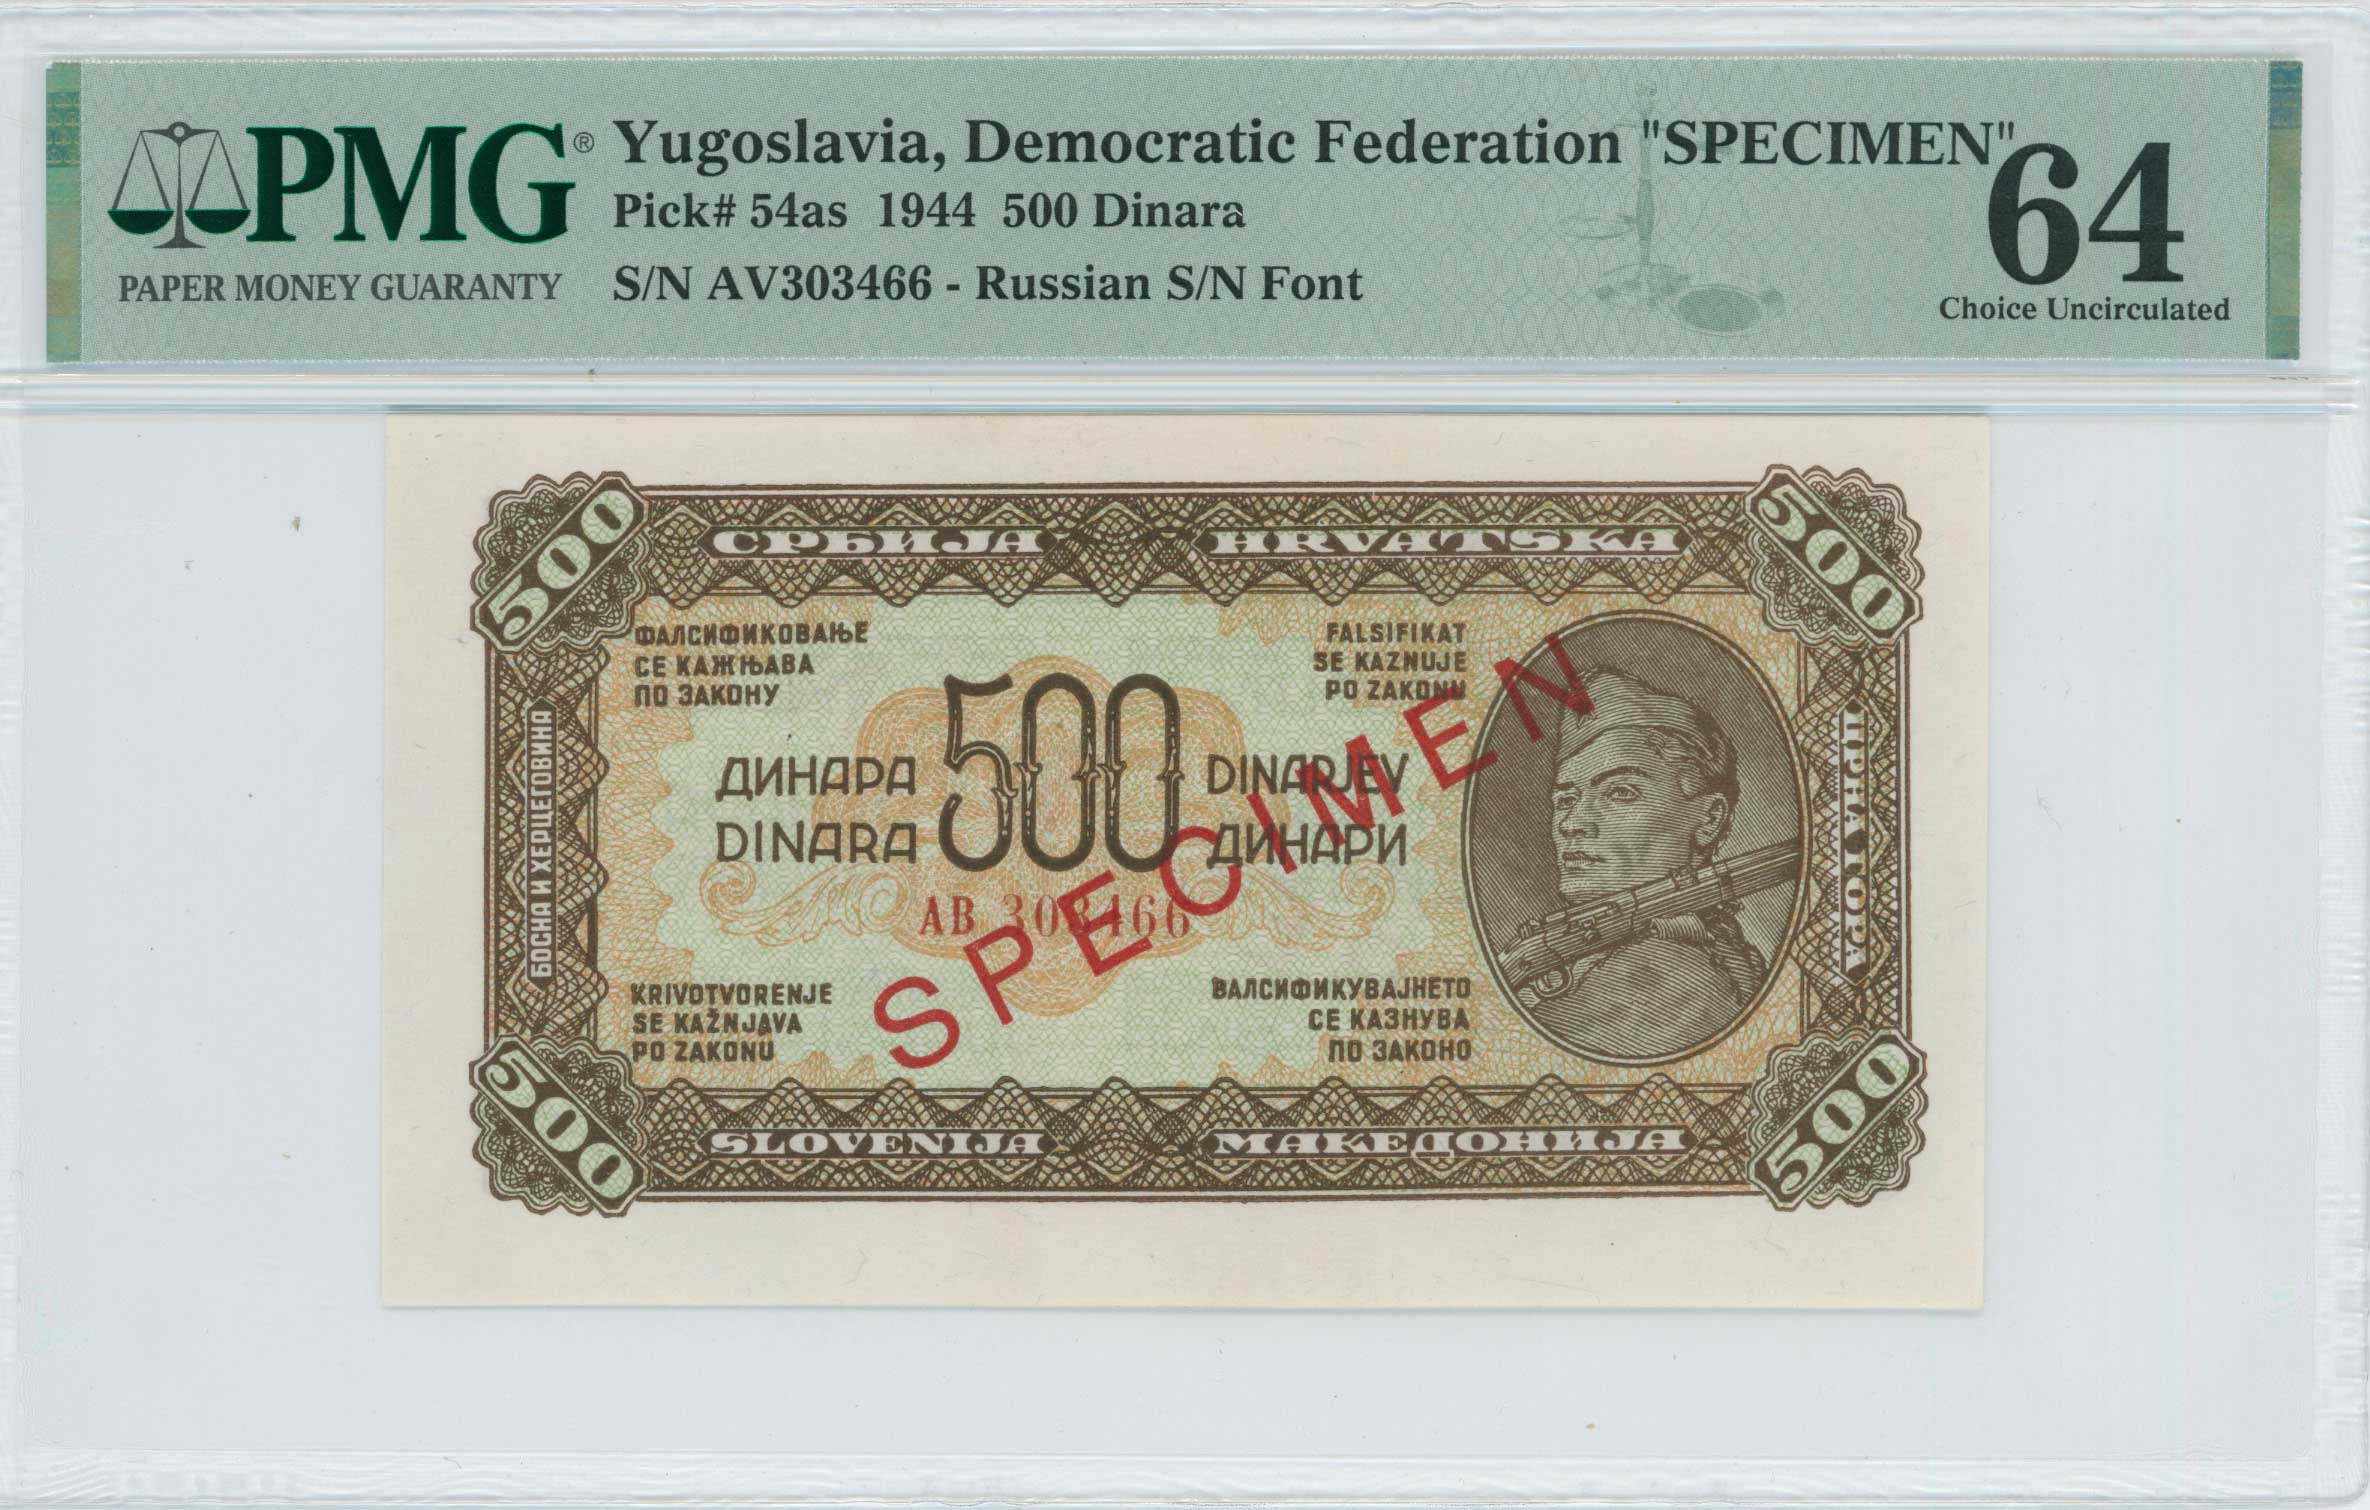 PMG®
PAPER MONEY GUARANTY
Yugoslavia, Democratic Federation "SPECIMEN"
Pick# 54as 1944 500 Dinara
S/N AV303466 - Russian S/N Font
64
Choice Uncirculated
500
СРБИЈА
HRVATSKA
500
ФАЛСИФИКОВАЊЕ
СЕ КАЖЊАВА
ПО ЗАКОНУ
FALSIFIKAT
SE KAZNUJE
PO ZAKONU
БОСНА И ХЕРЦЕГОВИНА
ДИНАРА
DINARA
500
DINARJEV
ДИНАРИ
ЦРНА ГОРА
АВ 303466
SPECIMEN
KRIVOTVORENJE
SE KAŽNJAVA
PO ZAKONU
ВАЛСИФИКУВАЈНЕТО
СЕ КАЗНУВА
ПО ЗАКОНО
500
SLOVENIJA
МАКЕДОНИЈА
500